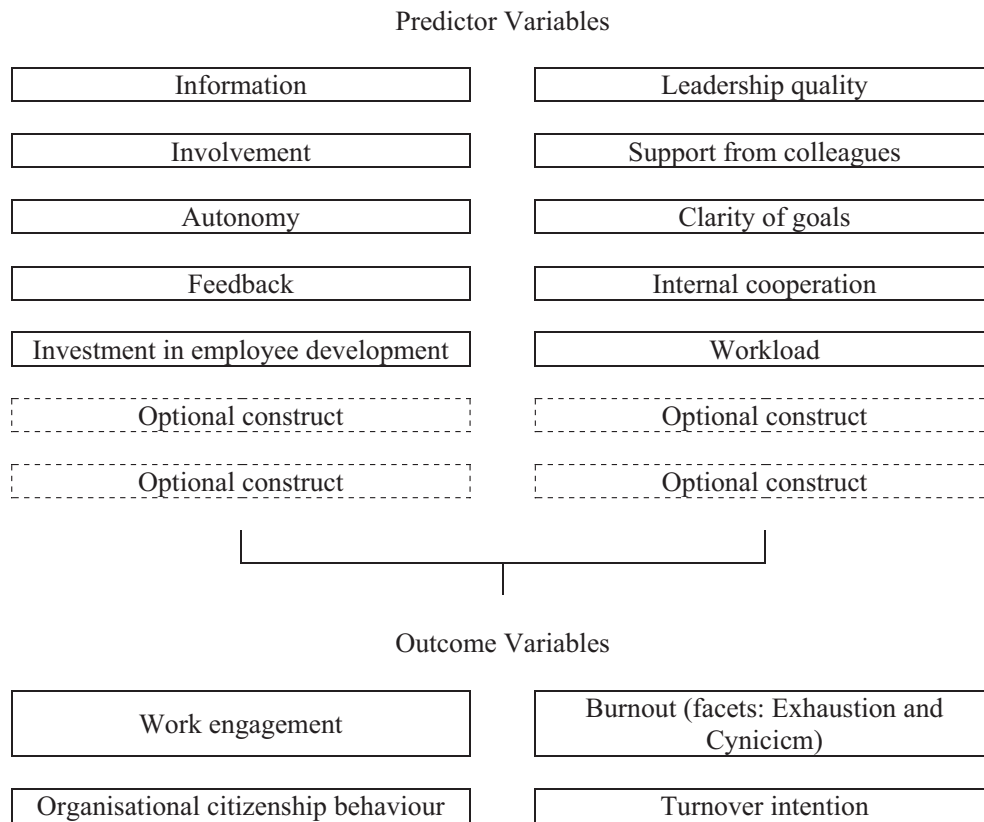 Predictor Variables
Information
Leadership quality
Involvement
Support from colleagues
Autonomy
Clarity of goals
Feedback
Internal cooperation
Investment in employee development
Workload
Optional construct
Optional construct
Optional construct
Optional construct
Outcome Variables
Work engagement
Burnout (facets: Exhaustion and
Cynicicm)
Organisational citizenship behaviour
Turnover intention